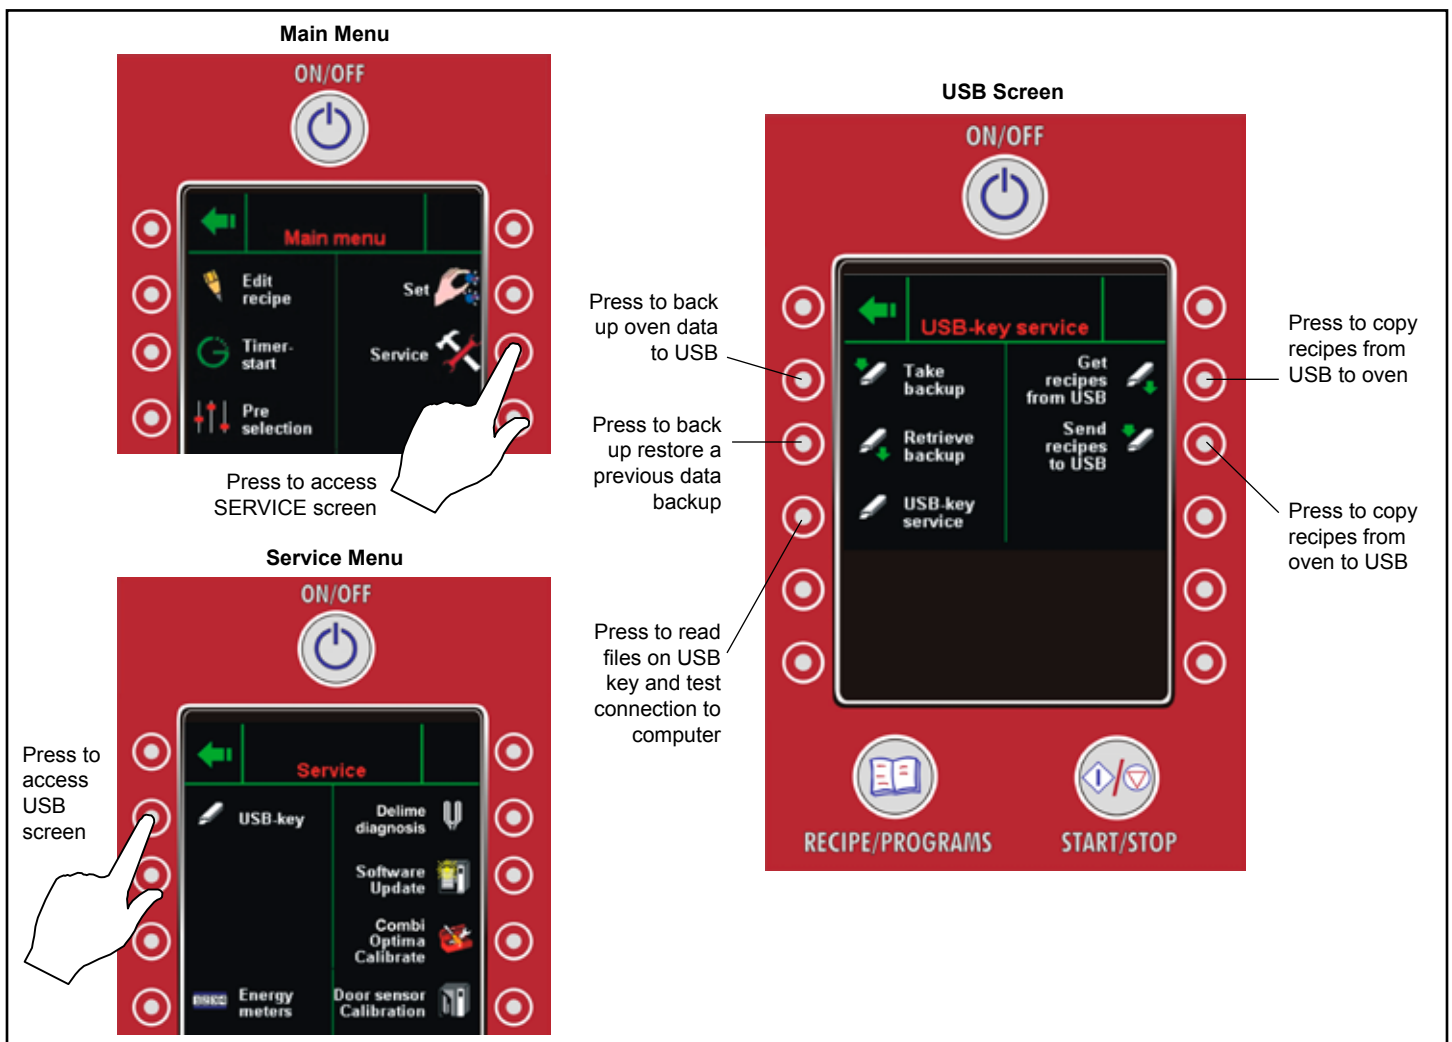 Main Menu
ON/OFF
Main menu
Edit
recipe
Set
Timer-
start
Service
Pre
selection
Press to access
SERVICE screen
Service Menu
ON/OFF
Service
Press to
access
USB
screen
USB-key
Delime
diagnosis
Software
Update
Combi
Optima
Calibrate
Energy
meters
Door sensor
Calibration
USB Screen
ON/OFF
USB-key service
Press to back
up oven data
to USB
Take
backup
Get
recipes
from USB
Press to copy
recipes from
USB to oven
Press to back
up restore a
previous data
backup
Retrieve
backup
Send
recipes
to USB
Press to copy
recipes from
oven to USB
USB-key
service
Press to read
files on USB
key and test
connection to
computer
RECIPE/PROGRAMS
START/STOP